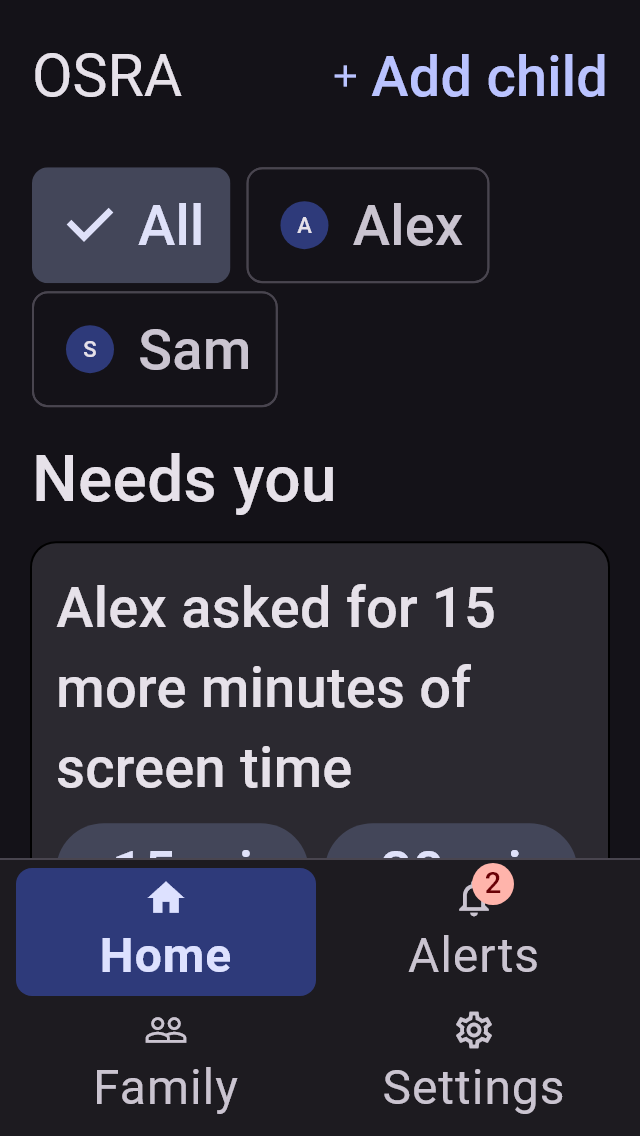 OSRA
+ Add child
All
A Alex
S Sam
Needs you
Alex asked for 15
more minutes of
screen time
2
Home
Alerts
Family
Settings